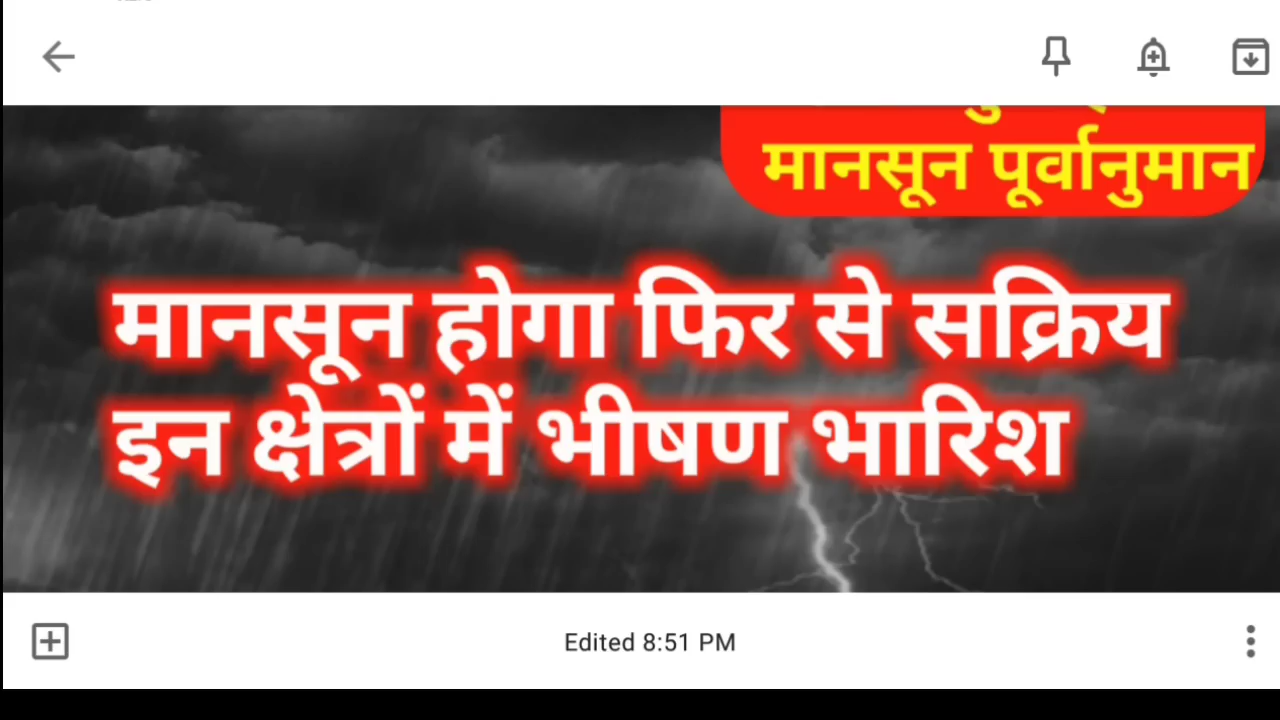 मानसून पूर्वानुमान
मानसून होगा फिर से सक्रिय
इन क्षेत्रों में भीषण भारिश
Edited 8:51 PM